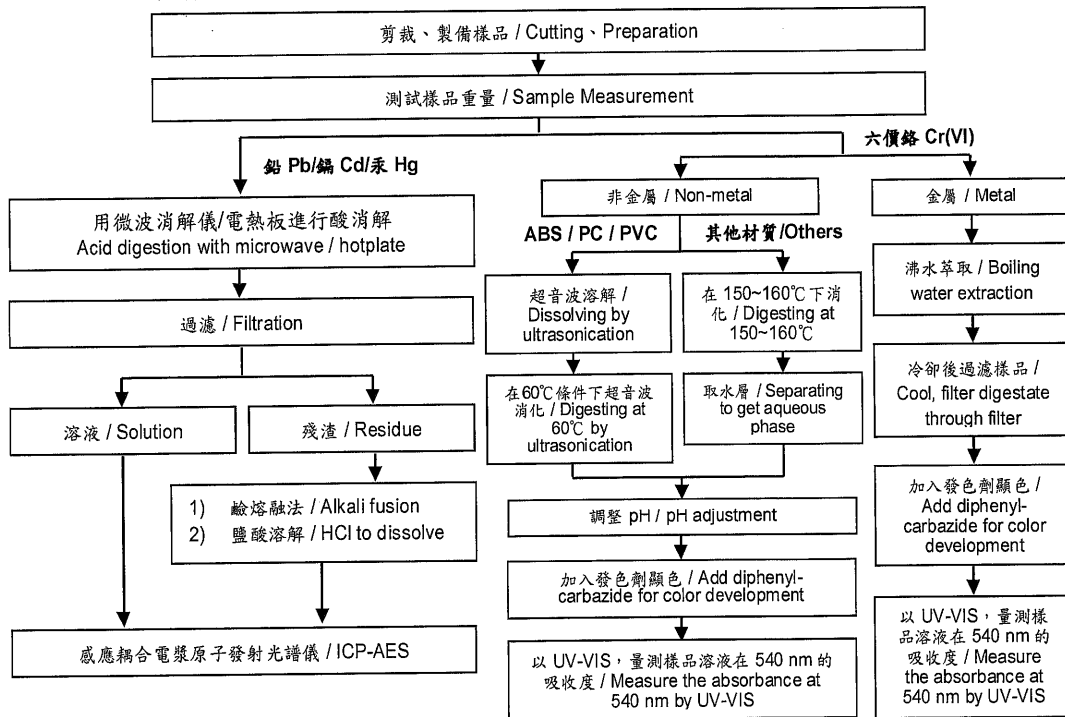 剪裁、製備樣品 / Cutting、Preparation
測試樣品重量 / Sample Measurement
鉛 Pb/鎘 Cd/汞 Hg
六價鉻 Cr(VI)
用微波消解儀/電熱板進行酸消解
Acid digestion with microwave / hotplate
過濾 / Filtration
溶液 / Solution
殘渣 / Residue
1) 鹼熔融法 / Alkali fusion
2) 鹽酸溶解 / HCl to dissolve
感應耦合電漿原子發射光譜儀 / ICP-AES
非金屬 / Non-metal
ABS / PC / PVC
其他材質/Others
超音波溶解 /
Dissolving by
ultrasonication
在60℃條件下超音波
消化 / Digesting at
60℃ by
ultrasonication
在 150~160℃下消
化 / Digesting at
150~160℃
取水層 / Separating
to get aqueous
phase
調整 pH / pH adjustment
加入發色劑顯色 / Add diphenyl-
carbazide for color development
以 UV-VIS，量測樣品溶液在 540 nm 的
吸收度 / Measure the absorbance at
540 nm by UV-VIS
金屬 / Metal
沸水萃取 / Boiling
water extraction
冷卻後過濾樣品 /
Cool, filter digestate
through filter
加入發色劑顯色 /
Add diphenyl-
carbazide for color
development
以 UV-VIS，量測樣
品溶液在 540 nm 的
吸收度 / Measure
the absorbance at
540 nm by UV-VIS